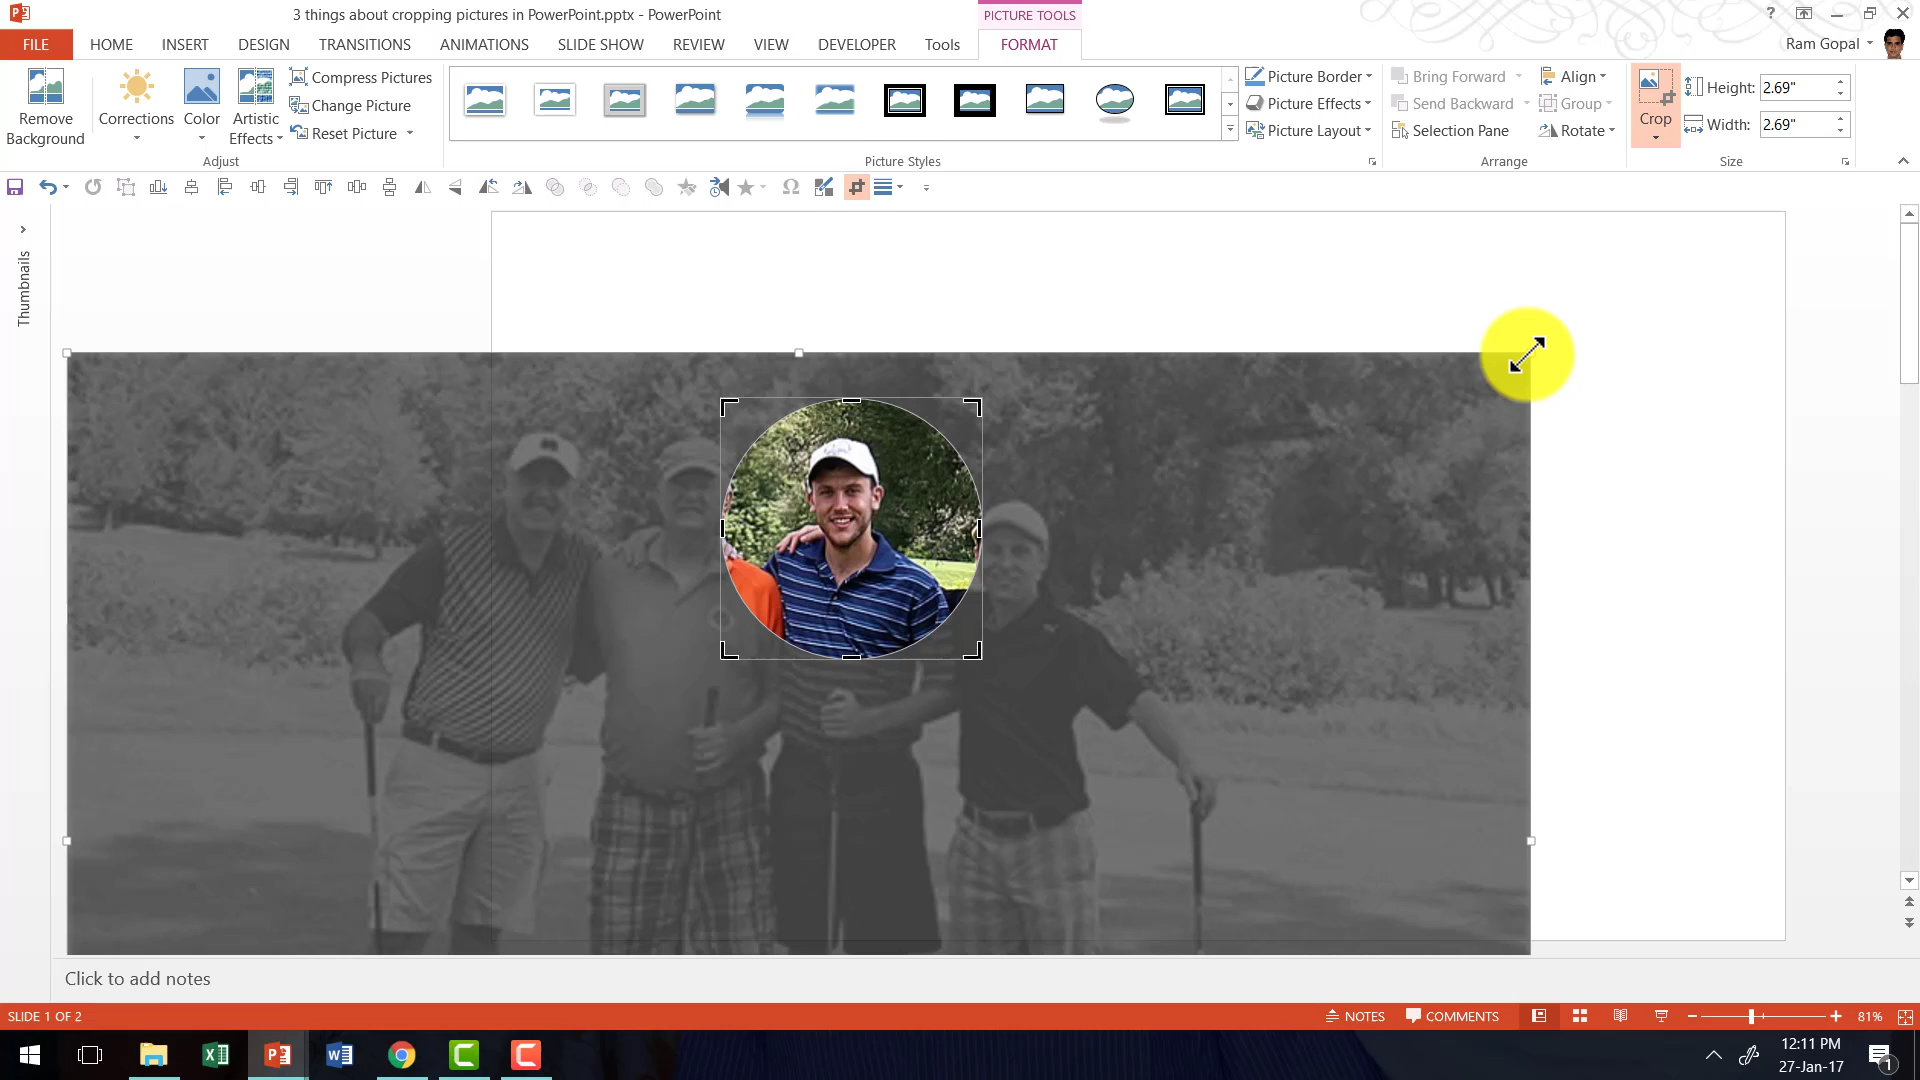 3 things about cropping pictures in PowerPoint.pptx - PowerPoint
PICTURE TOOLS
?
FILE HOME INSERT DESIGN TRANSITIONS ANIMATIONS SLIDE SHOW REVIEW VIEW DEVELOPER Tools FORMAT
Ram Gopal
Remove Background
Corrections
Color
Artistic Effects
Compress Pictures
Change Picture
Reset Picture
Adjust
Picture Styles
Picture Border
Picture Effects
Picture Layout
Bring Forward
Send Backward
Selection Pane
Align
Group
Rotate
Arrange
Crop
Height: 2.69"
Width: 2.69"
Size
Thumbnails
Click to add notes
SLIDE 1 OF 2
NOTES
COMMENTS
81%
12:11 PM
27-Jan-17
1